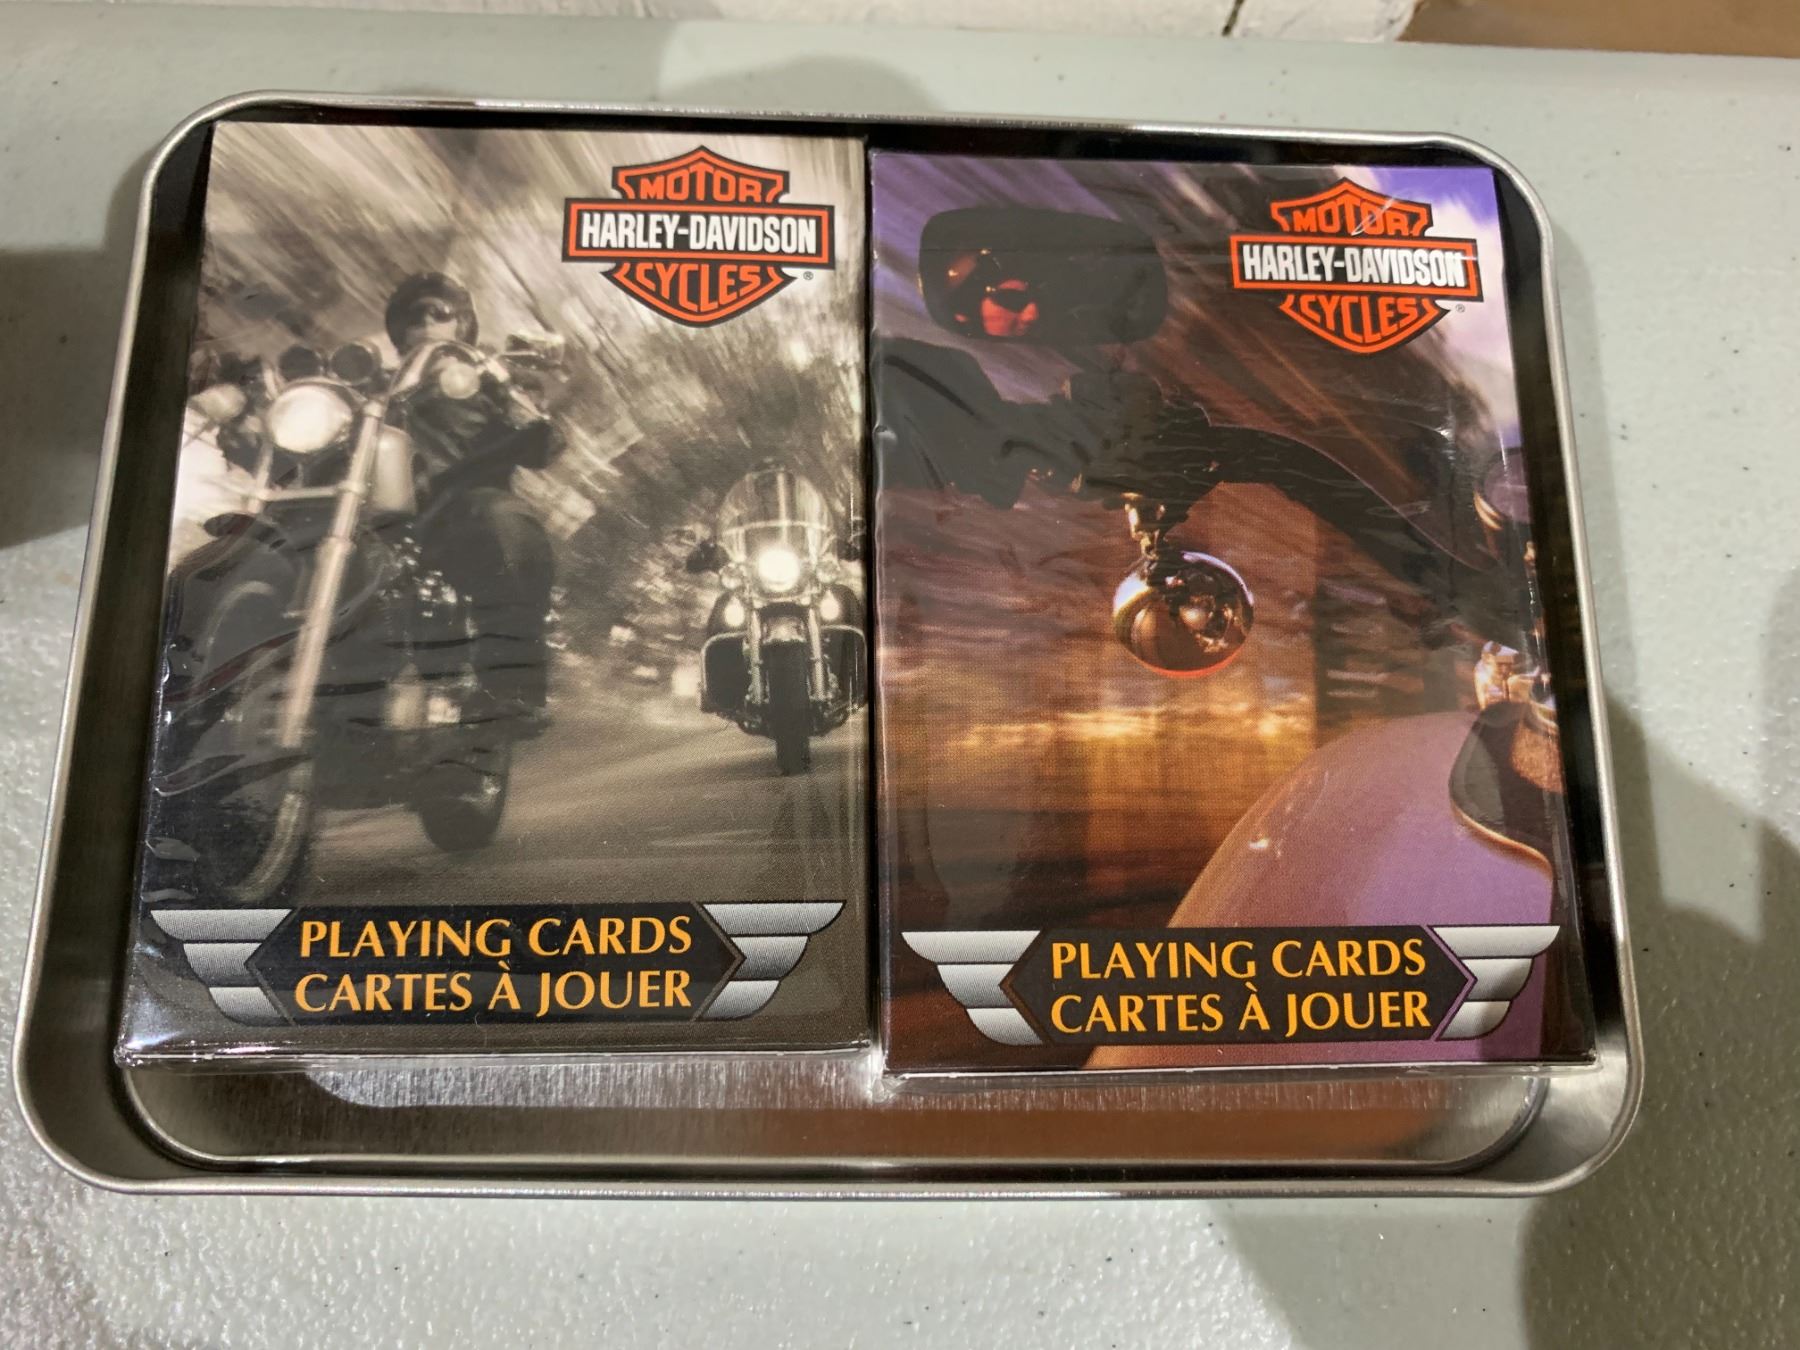 MOTOR
HARLEY-DAVIDSON
CYCLES
®
PLAYING CARDS
CARTES À JOUER
MOTOR
HARLEY-DAVIDSON
CYCLES
®
PLAYING CARDS
CARTES À JOUER